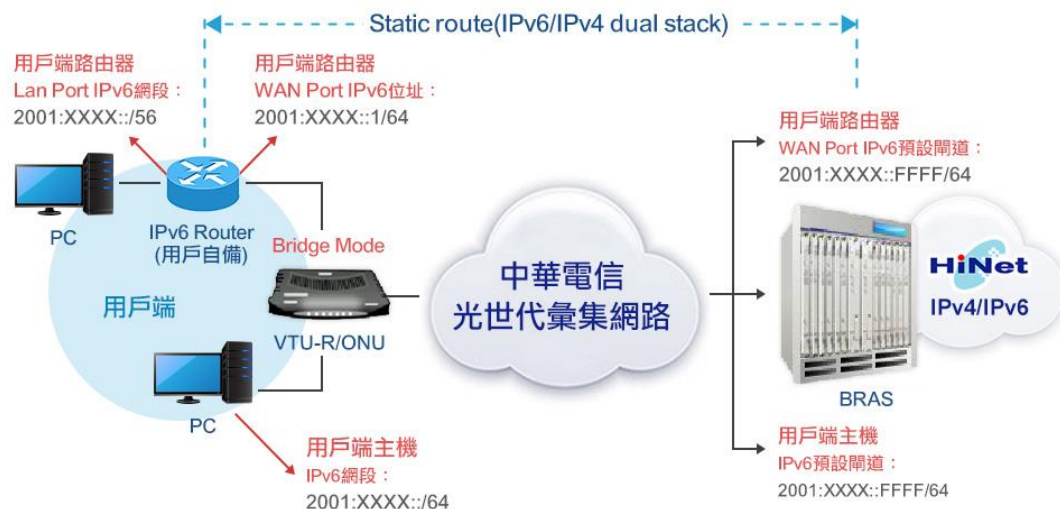 Static route(IPv6/IPv4 dual stack)
用戶端路由器
Lan Port IPv6網段：
2001:XXXX::/56
用戶端路由器
WAN Port IPv6位址：
2001:XXXX::1/64
PC
IPv6 Router
(用戶自備)
Bridge Mode
用戶端
VTU-R/ONU
PC
用戶端主機
IPv6網段：
2001:XXXX::/64
中華電信
光世代彙集網路
用戶端路由器
WAN Port IPv6預設閘道：
2001:XXXX::FFFF/64
HiNet
IPv4/IPv6
BRAS
用戶端主機
IPv6預設閘道：
2001:XXXX::FFFF/64